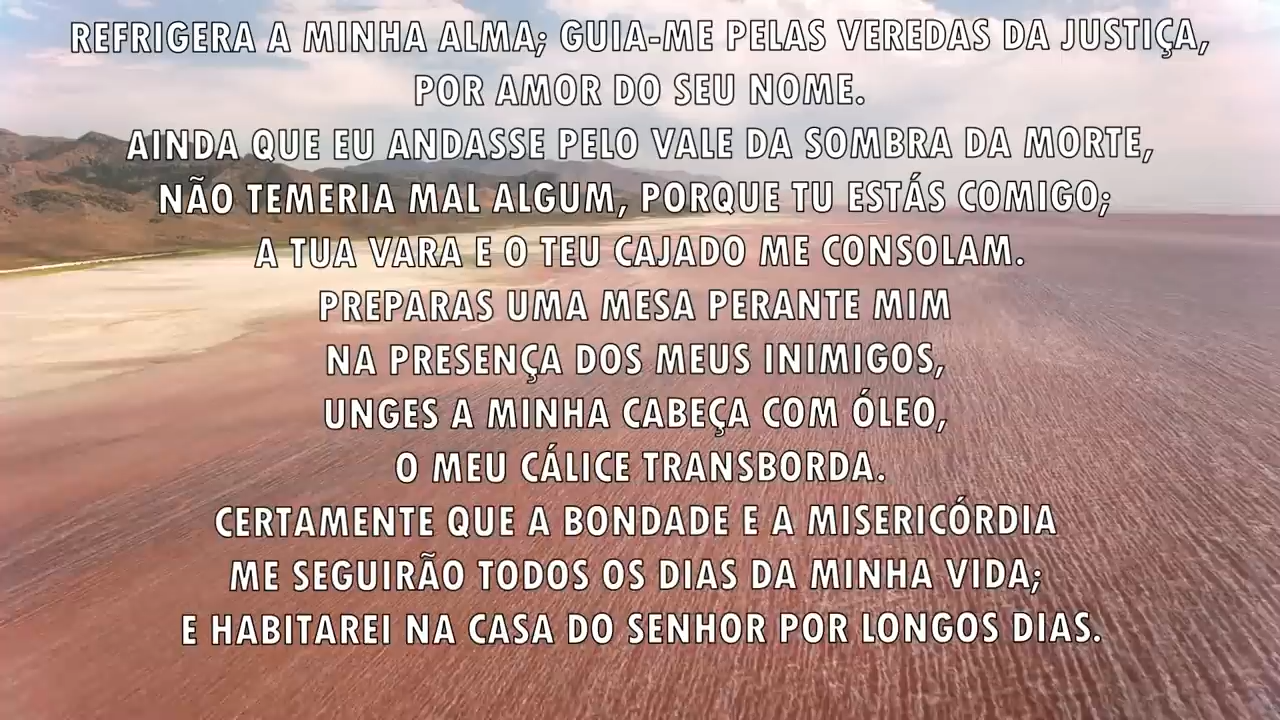 REFRIGERA A MINHA ALMA; GUIA-ME PELAS VEREDAS DA JUSTIÇA,
POR AMOR DO SEU NOME.
AINDA QUE EU ANDASSE PELO VALE DA SOMBRA DA MORTE,
NÃO TEMERIA MAL ALGUM, PORQUE TU ESTÁS COMIGO;
A TUA VARA E O TEU CAJADO ME CONSOLAM.
PREPARAS UMA MESA PERANTE MIM
NA PRESENÇA DOS MEUS INIMIGOS,
UNGES A MINHA CABEÇA COM ÓLEO,
O MEU CÁLICE TRANSBORDA.
CERTAMENTE QUE A BONDADE E A MISERICÓRDIA
ME SEGUIRÃO TODOS OS DIAS DA MINHA VIDA;
E HABITAREI NA CASA DO SENHOR POR LONGOS DIAS.